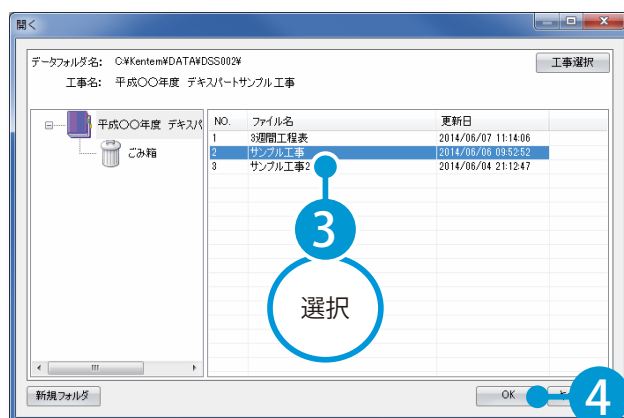 開く
データフォルダ名: C:¥Kentem¥DATA¥DSS002¥
工事選択
工事名: 平成〇〇年度 デキスパートサンプル工事
平成〇〇年度 デキスパ
ごみ箱
NO. ファイル名 更新日
1 3週間工程表 2014/06/07 11:14:06
2 サンプル工事 2014/06/06 09:52:52
3 サンプル工事2 2014/06/04 21:12:47
3
選択
新規フォルダ
OK
4